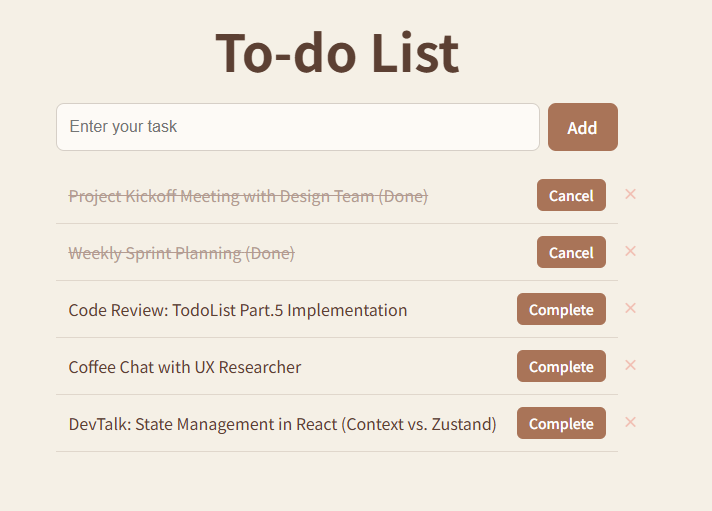 To-do List
Enter your task
Add
Project Kickoff Meeting with Design Team (Done)
Cancel
Weekly Sprint Planning (Done)
Cancel
Code Review: TodoList Part.5 Implementation
Complete
Coffee Chat with UX Researcher
Complete
DevTalk: State Management in React (Context vs. Zustand)
Complete